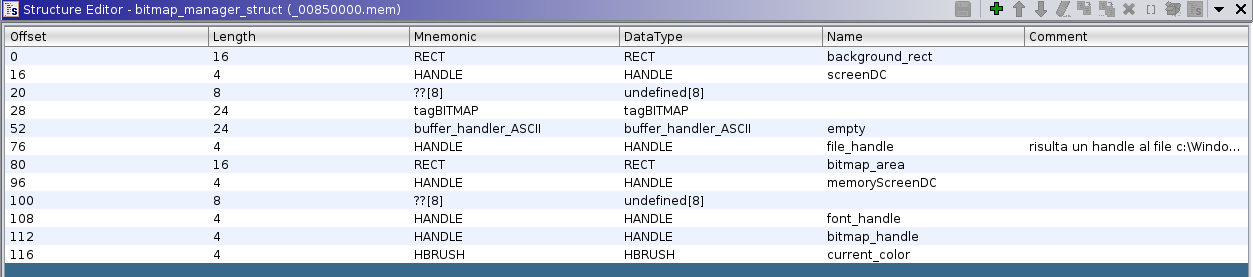 Structure Editor - bitmap_manager_struct (_00850000.mem)
Offset Length Mnemonic DataType Name Comment
0 16 RECT RECT background_rect
16 4 HANDLE HANDLE screenDC
20 8 ??[8] undefined[8]
28 24 tagBITMAP tagBITMAP
52 24 buffer_handler_ASCII buffer_handler_ASCII empty
76 4 HANDLE HANDLE file_handle risulta un handle al file c:\Windo...
80 16 RECT RECT bitmap_area
96 4 HANDLE HANDLE memoryScreenDC
100 8 ??[8] undefined[8]
108 4 HANDLE HANDLE font_handle
112 4 HANDLE HANDLE bitmap_handle
116 4 HBRUSH HBRUSH current_color